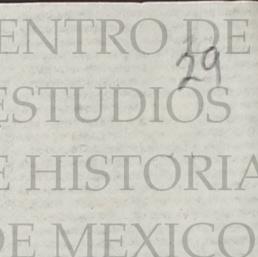 ENTRO DE
29
ESTUDIOS
E HISTORIA
DE MEXICO